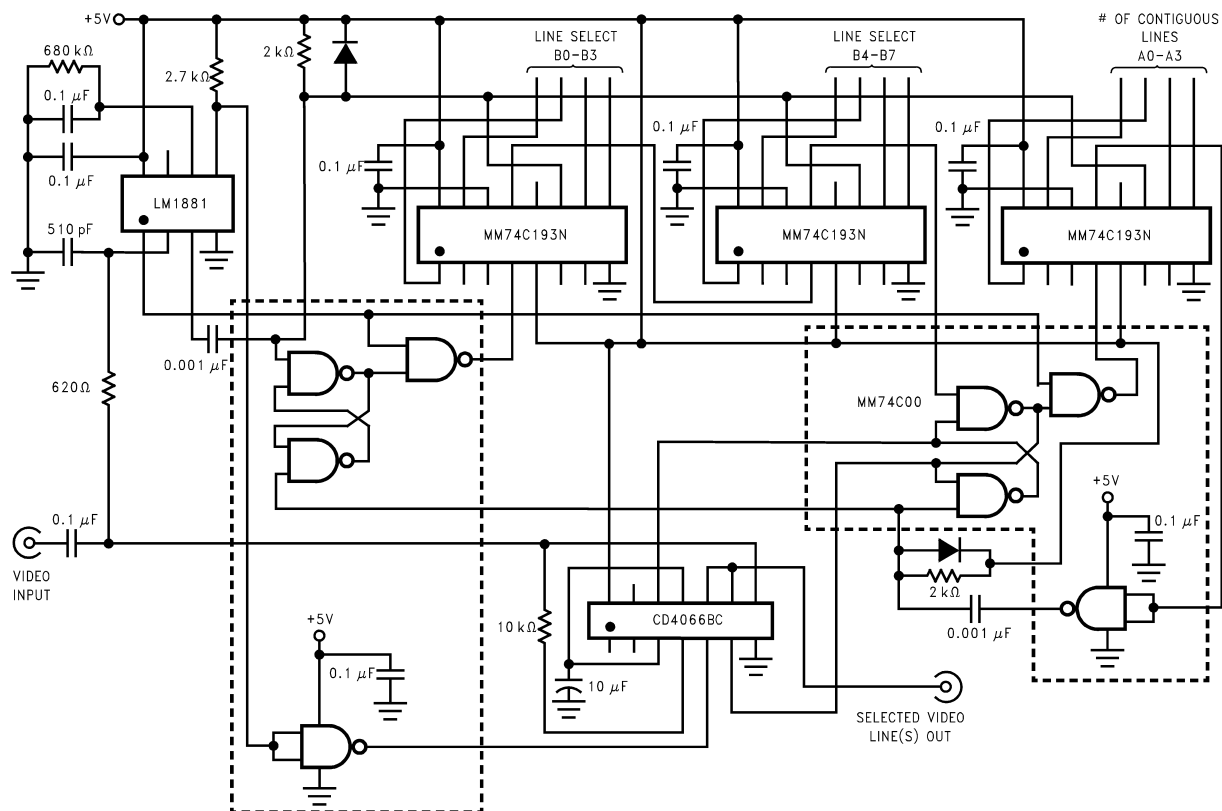 +5V
680 kΩ
0.1 μF
0.1 μF
2.7 kΩ
2 kΩ
LINE SELECT
B0–B3
LINE SELECT
B4–B7
# OF CONTIGUOUS
LINES
A0–A3
0.1 μF
0.1 μF
0.1 μF
LM1881
510 pF
MM74C193N
MM74C193N
MM74C193N
0.001 μF
620Ω
MM74C00
+5V
0.1 μF
0.1 μF
VIDEO
INPUT
2 kΩ
0.001 μF
10 kΩ
CD4066BC
+5V
0.1 μF
10 μF
SELECTED VIDEO
LINE(S) OUT